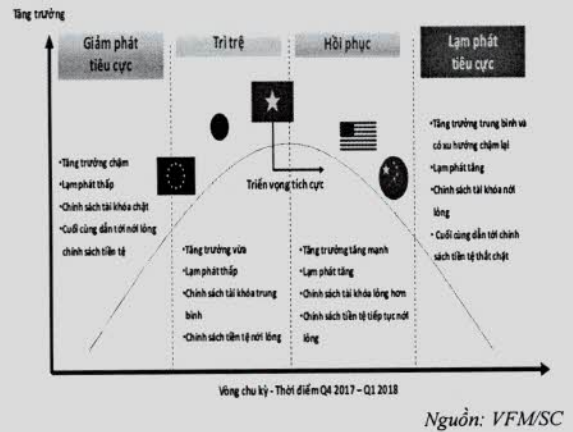 Tăng trưởng
Giảm phát
tiêu cực
Trì trệ
Hồi phục
Lạm phát
tiêu cực
•Tăng trưởng chậm
•Lạm phát thấp
•Chính sách tài khóa chặt
•Cuối cùng dẫn tới nới lỏng
chính sách tiền tệ
Triển vọng tích cực
•Tăng trưởng vừa
•Lạm phát thấp
•Chính sách tài khóa trung
bình
•Chính sách tiền tệ nới lỏng
•Tăng trưởng tăng mạnh
•Lạm phát tăng
•Chính sách tài khóa lỏng hơn
•Chính sách tiền tệ tiếp tục nới
lỏng
•Tăng trưởng trung bình và
có xu hướng chậm lại
•Lạm phát tăng
•Chính sách tài khóa nới
lỏng
• Cuối cùng dẫn tới chính
sách tiền tệ thắt chặt
Vòng chu kỳ - Thời điểm Q4 2017 – Q1 2018
Nguồn: VFM/SC